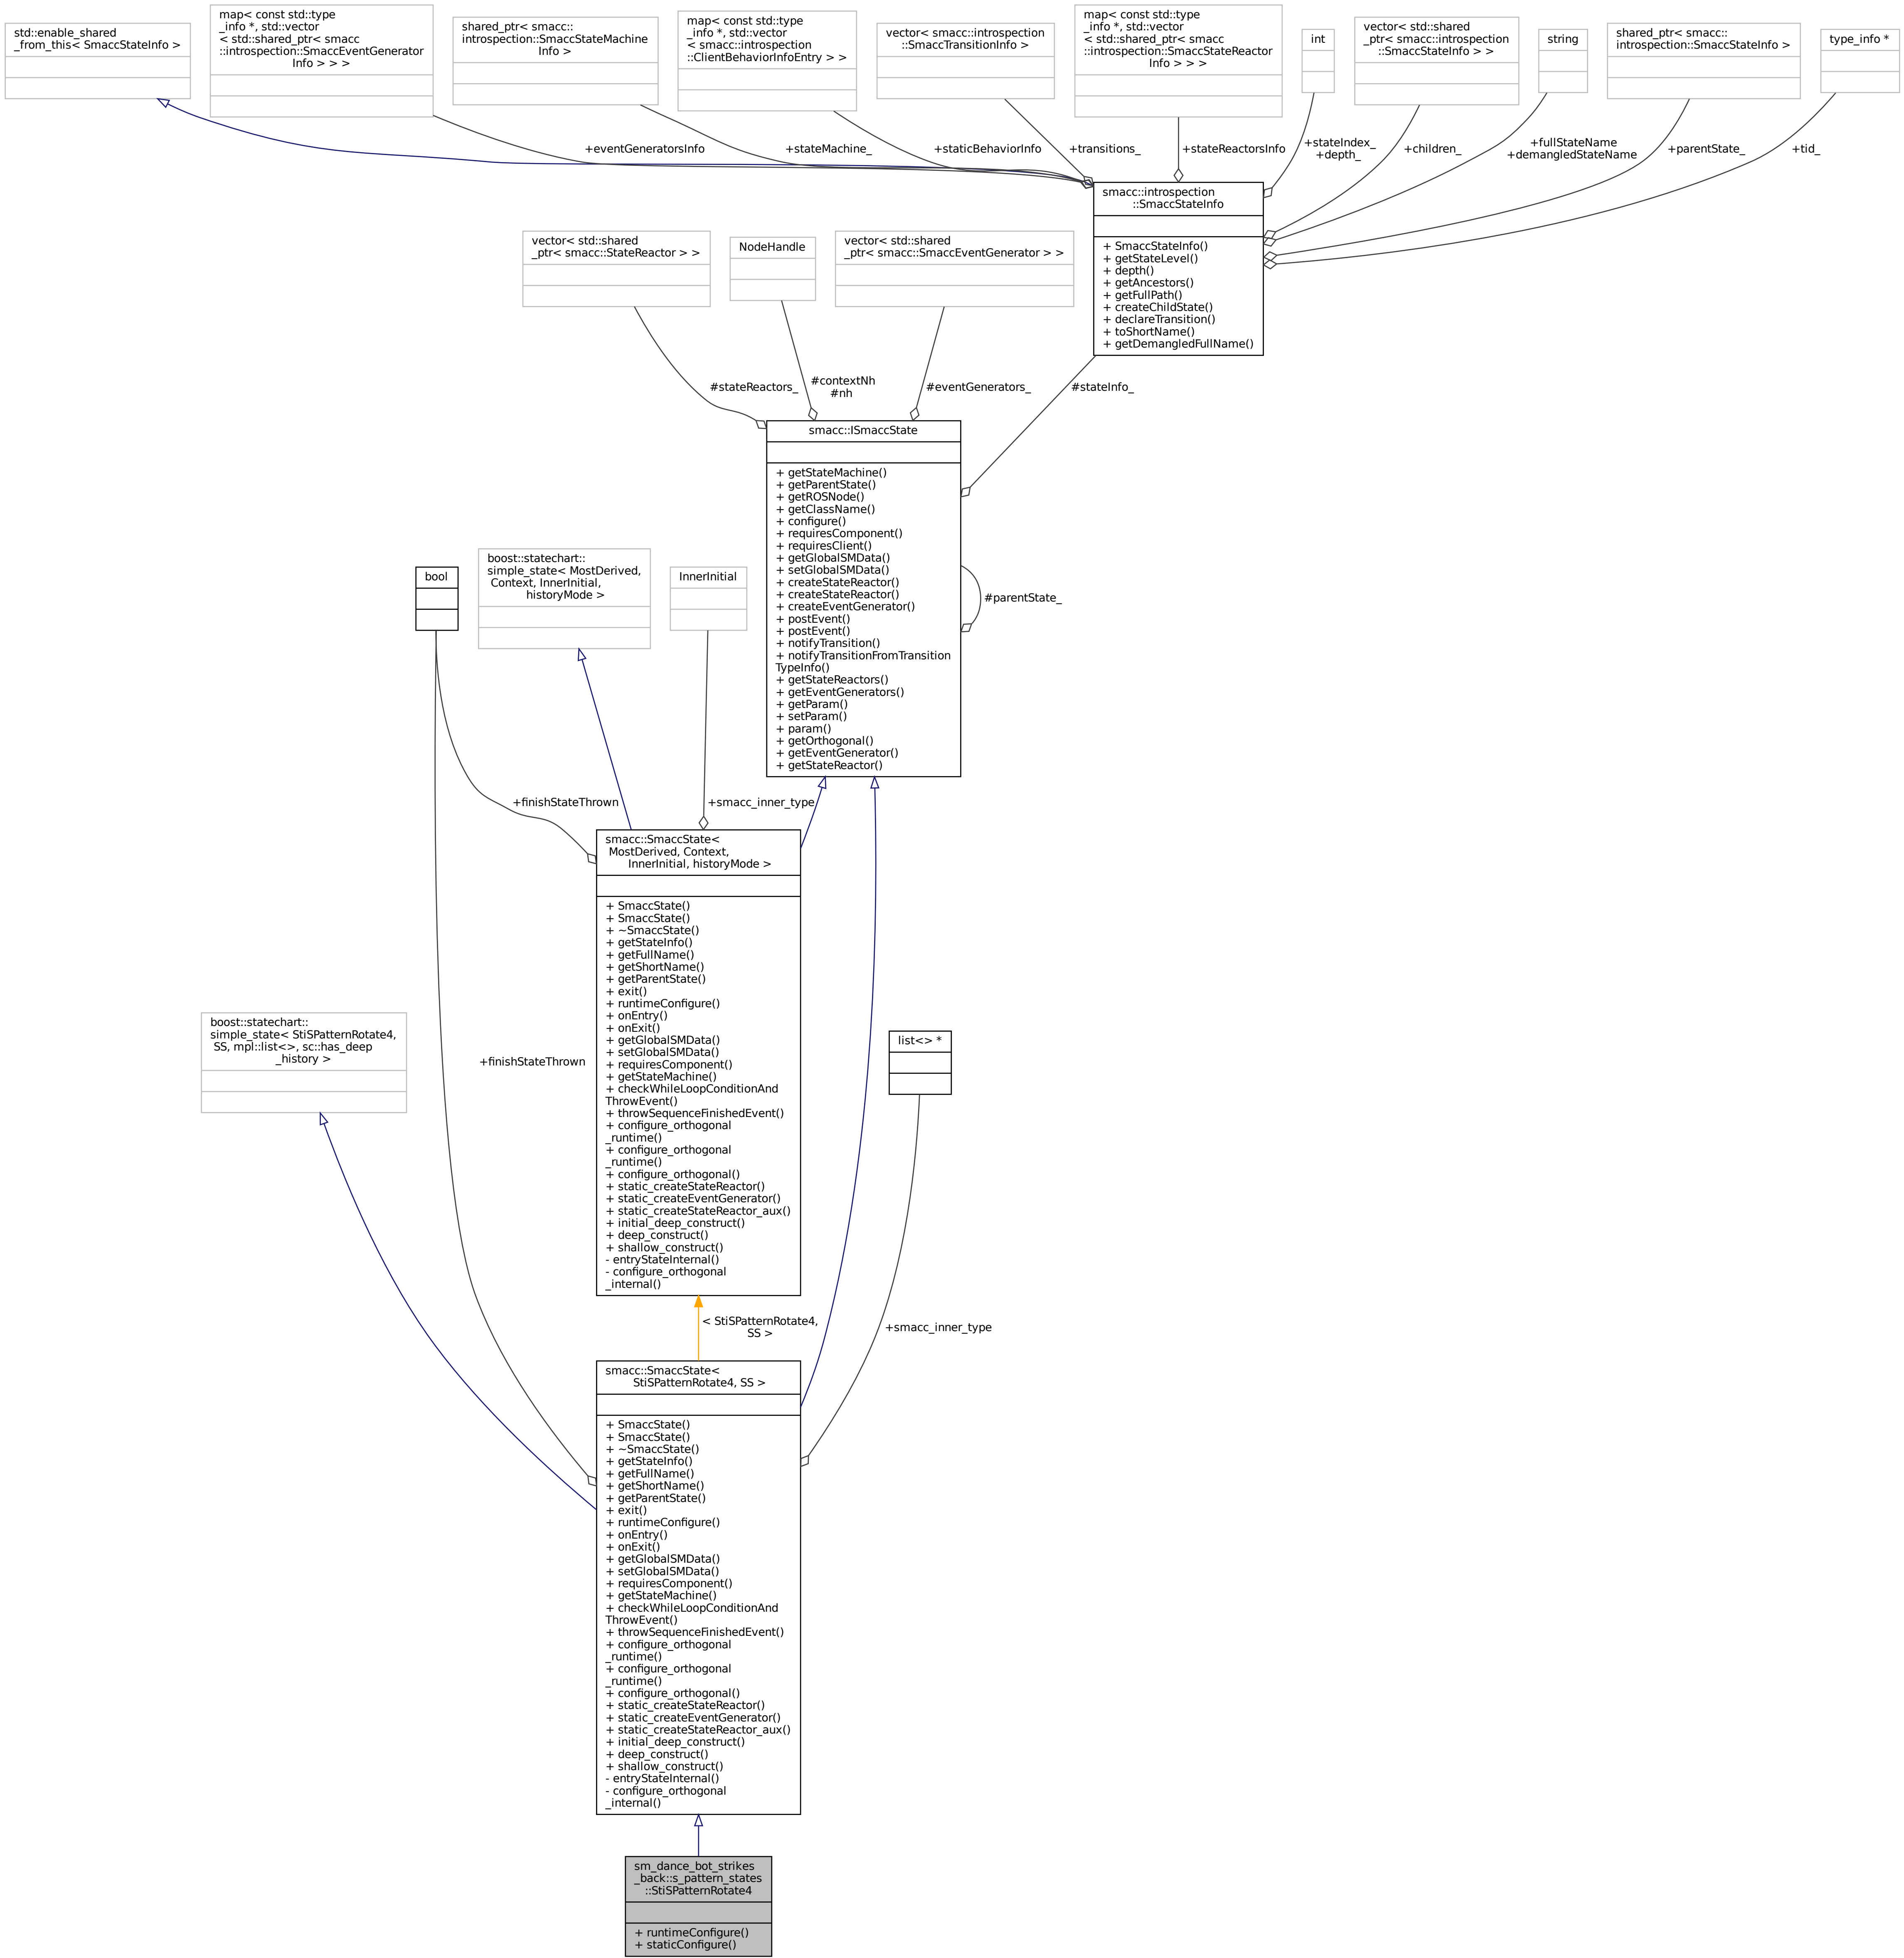 std::enable_shared
_from_this< SmaccStateInfo >
map< const std::type
_info *, std::vector
< std::shared_ptr< smacc
::introspection::SmaccEventGenerator
Info > > >
shared_ptr< smacc::
introspection::SmaccStateMachine
Info >
map< const std::type
_info *, std::vector
< smacc::introspection
::ClientBehaviorInfoEntry > >
vector< smacc::introspection
::SmaccTransitionInfo >
map< const std::type
_info *, std::vector
< std::shared_ptr< smacc
::introspection::SmaccStateReactor
Info > > >
int
vector< std::shared
_ptr< smacc::introspection
::SmaccStateInfo > >
string
shared_ptr< smacc::
introspection::SmaccStateInfo >
type_info *
+eventGeneratorsInfo
+stateMachine_
+staticBehaviorInfo
+transitions_
+stateReactorsInfo
+stateIndex_
+depth_
+children_
+fullStateName
+demangledStateName
+parentState_
+tid_
smacc::introspection
::SmaccStateInfo
+ SmaccStateInfo()
+ getStateLevel()
+ depth()
+ getAncestors()
+ getFullPath()
+ createChildState()
+ declareTransition()
+ toShortName()
+ getDemangledFullName()
vector< std::shared
_ptr< smacc::StateReactor > >
NodeHandle
vector< std::shared
_ptr< smacc::SmaccEventGenerator > >
#stateReactors_
#contextNh
#nh
#eventGenerators_
#stateInfo_
smacc::ISmaccState
+ getStateMachine()
+ getParentState()
+ getROSNode()
+ getClassName()
+ configure()
+ requiresComponent()
+ requiresClient()
+ getGlobalSMData()
+ setGlobalSMData()
+ createStateReactor()
+ createStateReactor()
+ createEventGenerator()
+ postEvent()
+ postEvent()
+ notifyTransition()
+ notifyTransitionFromTransition
TypeInfo()
+ getStateReactors()
+ getEventGenerators()
+ getParam()
+ setParam()
+ param()
+ getOrthogonal()
+ getEventGenerator()
+ getStateReactor()
#parentState_
bool
boost::statechart::
simple_state< MostDerived,
Context, InnerInitial,
historyMode >
InnerInitial
+finishStateThrown
+smacc_inner_type
smacc::SmaccState<
MostDerived, Context,
InnerInitial, historyMode >
+ SmaccState()
+ SmaccState()
+ ~SmaccState()
+ getStateInfo()
+ getFullName()
+ getShortName()
+ getParentState()
+ exit()
+ runtimeConfigure()
+ onEntry()
+ onExit()
+ getGlobalSMData()
+ setGlobalSMData()
+ requiresComponent()
+ getStateMachine()
+ checkWhileLoopConditionAnd
ThrowEvent()
+ throwSequenceFinishedEvent()
+ configure_orthogonal
_runtime()
+ configure_orthogonal
_runtime()
+ configure_orthogonal()
+ static_createStateReactor()
+ static_createEventGenerator()
+ static_createStateReactor_aux()
+ initial_deep_construct()
+ deep_construct()
+ shallow_construct()
- entryStateInternal()
- configure_orthogonal
_internal()
boost::statechart::
simple_state< StiSPatternRotate4,
SS, mpl::list<>, sc::has_deep
_history >
+finishStateThrown
list<> *
< StiSPatternRotate4,
SS >
+smacc_inner_type
smacc::SmaccState<
StiSPatternRotate4, SS >
+ SmaccState()
+ SmaccState()
+ ~SmaccState()
+ getStateInfo()
+ getFullName()
+ getShortName()
+ getParentState()
+ exit()
+ runtimeConfigure()
+ onEntry()
+ onExit()
+ getGlobalSMData()
+ setGlobalSMData()
+ requiresComponent()
+ getStateMachine()
+ checkWhileLoopConditionAnd
ThrowEvent()
+ throwSequenceFinishedEvent()
+ configure_orthogonal
_runtime()
+ configure_orthogonal
_runtime()
+ configure_orthogonal()
+ static_createStateReactor()
+ static_createEventGenerator()
+ static_createStateReactor_aux()
+ initial_deep_construct()
+ deep_construct()
+ shallow_construct()
- entryStateInternal()
- configure_orthogonal
_internal()
sm_dance_bot_strikes
_back::s_pattern_states
::StiSPatternRotate4
+ runtimeConfigure()
+ staticConfigure()